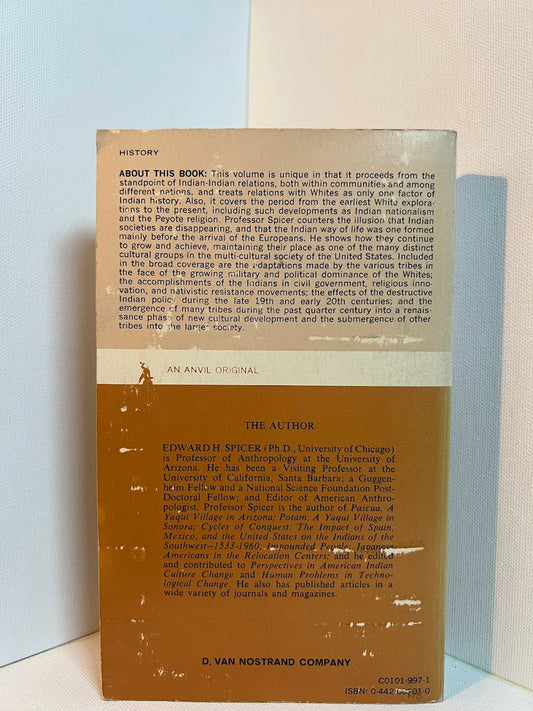 HISTORY
ABOUT THIS BOOK: This volume is unique in that it proceeds from the
standpoint of Indian-Indian relations, both within communities and among
different nations, and treats relations with Whites as only one factor of
Indian history. Also, it covers the period from the earliest White explora-
tions to the present, including such developments as Indian nationalism
and the Peyote religion. Professor Spicer counters the illusion that Indian
societies are disappearing, and that the Indian way of life was one formed
mainly before the arrival of the Europeans. He shows how they continue
to grow and achieve, maintaining their place as one of the many distinct
cultural groups in the multi-cultural society of the United States. Included
in the broad coverage are the adaptations made by the various tribes in
the face of the growing military and political dominance of the Whites;
the accomplishments of the Indians in civil government, religious inno-
vation, and nativistic resistance movements; the effects of the destructive
Indian policy during the late 19th and early 20th centuries; and the
emergence of many tribes during the past quarter century into a renais-
sance phase of new cultural development and the submergence of other
tribes into the larger society.
AN ANVIL ORIGINAL
THE AUTHOR
EDWARD H. SPICER (Ph.D., University of Chicago)
is Professor of Anthropology at the University of
Arizona. He has been a Visiting Professor at the
University of California, Santa Barbara; a Guggen-
heim Fellow and a National Science Foundation Post-
Doctoral Fellow; and Editor of American Anthro-
pologist. Professor Spicer is the author of Pascua, A
Yaqui Village in Arizona; Potam, A Yaqui Village in
Sonora; Cycles of Conquest: The Impact of Spain,
Mexico, and the United States on the Indians of the
Southwest—1533-1960; Impounded People; Japanese
Americans in the Relocation Centers; and he edited
and contributed to Perspectives in American Indian
Culture Change and Human Problems in Techno-
logical Change. He also has published articles in a
wide variety of journals and magazines.
D. VAN NOSTRAND COMPANY
C0101-997-1
ISBN: 0-442-